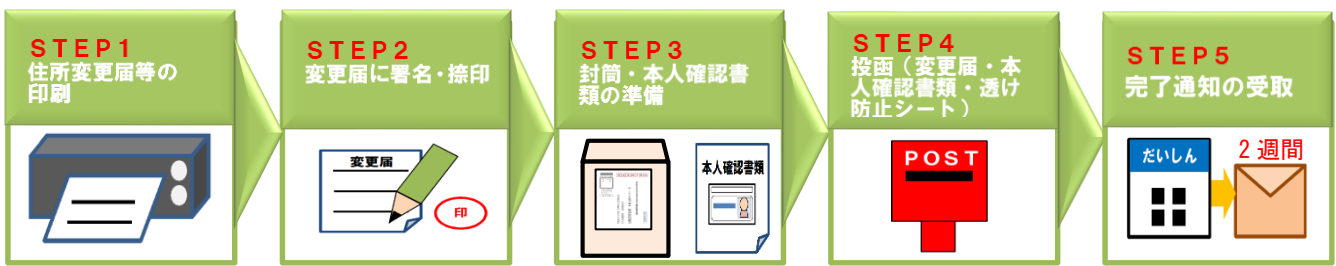 STEP1
住所変更届等の
印刷
STEP2
変更届に署名・捺印
変更届
印
STEP3
封筒・本人確認書
類の準備
本人確認書類
STEP4
投函（変更届・本
人確認書類・透け
防止シート）
POST
STEP5
完了通知の受取
だいしん
2週間